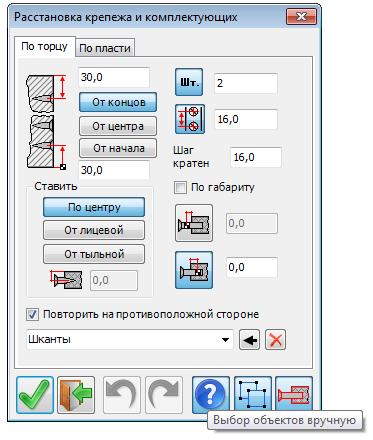 Расстановка крепежа и комплектующих
По торцу
По пласти
30,0
От концов
От центра
От начала
30,0
Шт.
2
16,0
Шаг
кратен
16,0
Ставить
По центру
От лицевой
От тыльной
0,0
По габариту
0,0
0,0
Повторить на противоположной стороне
Шканты
?
Выбор объектов вручную